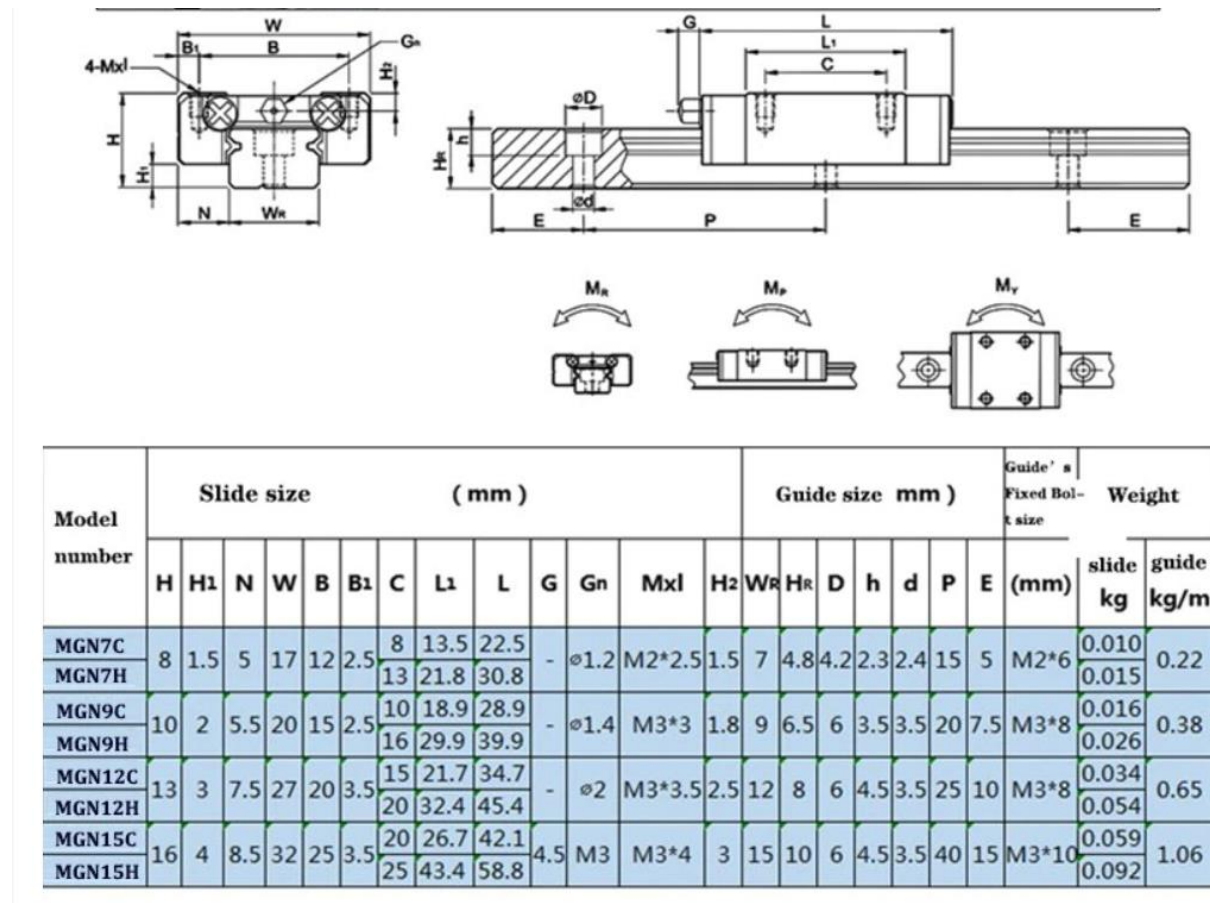 W
G
L
B1
B
Gn
L1
4-Mxl
H2
C
øD
H
h
HR
H1
ød
N
WR
E
P
E
MR
MP
MY
Model number
Slide size (mm)
Guide size mm)
Guide's
Fixed Bol-
t size
Weight
H H1 N W B B1 C L1 L G Gn Mxl H2 WR HR D h d P E (mm) slide kg guide kg/m
MGN7C 8 1.5 5 17 12 2.5 8 13.5 22.5 - ø1.2 M2*2.5 1.5 7 4.8 4.2 2.3 2.4 15 5 M2*6 0.010 0.22
MGN7H 13 21.8 30.8 0.015
MGN9C 10 2 5.5 20 15 2.5 10 18.9 28.9 - ø1.4 M3*3 1.8 9 6.5 6 3.5 3.5 20 7.5 M3*8 0.016 0.38
MGN9H 16 29.9 39.9 0.026
MGN12C 13 3 7.5 27 20 3.5 15 21.7 34.7 - ø2 M3*3.5 2.5 12 8 6 4.5 3.5 25 10 M3*8 0.034 0.65
MGN12H 20 32.4 45.4 0.054
MGN15C 16 4 8.5 32 25 3.5 20 26.7 42.1 4.5 M3 M3*4 3 15 10 6 4.5 3.5 40 15 M3*10 0.059 1.06
MGN15H 25 43.4 58.8 0.092